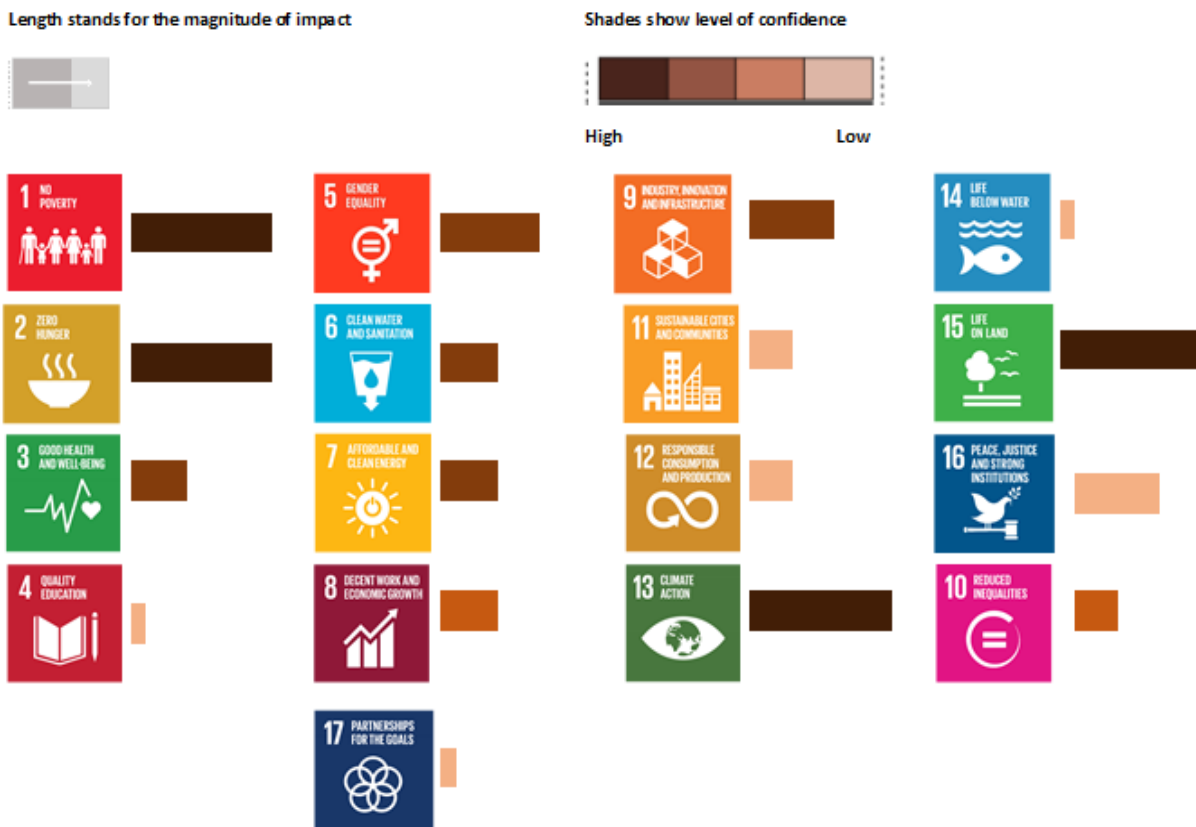 Length stands for the magnitude of impact
Shades show level of confidence
High
Low
1 NO
POVERTY
5 GENDER
EQUALITY
9 INDUSTRY, INNOVATION
AND INFRASTRUCTURE
14 LIFE
BELOW WATER
2 ZERO
HUNGER
6 CLEAN WATER
AND SANITATION
11 SUSTAINABLE CITIES
AND COMMUNITIES
15 LIFE
ON LAND
3 GOOD HEALTH
AND WELL-BEING
7 AFFORDABLE AND
CLEAN ENERGY
12 RESPONSIBLE
CONSUMPTION
AND PRODUCTION
16 PEACE, JUSTICE
AND STRONG
INSTITUTIONS
4 QUALITY
EDUCATION
8 DECENT WORK AND
ECONOMIC GROWTH
13 CLIMATE
ACTION
10 REDUCED
INEQUALITIES
17 PARTNERSHIPS
FOR THE GOALS